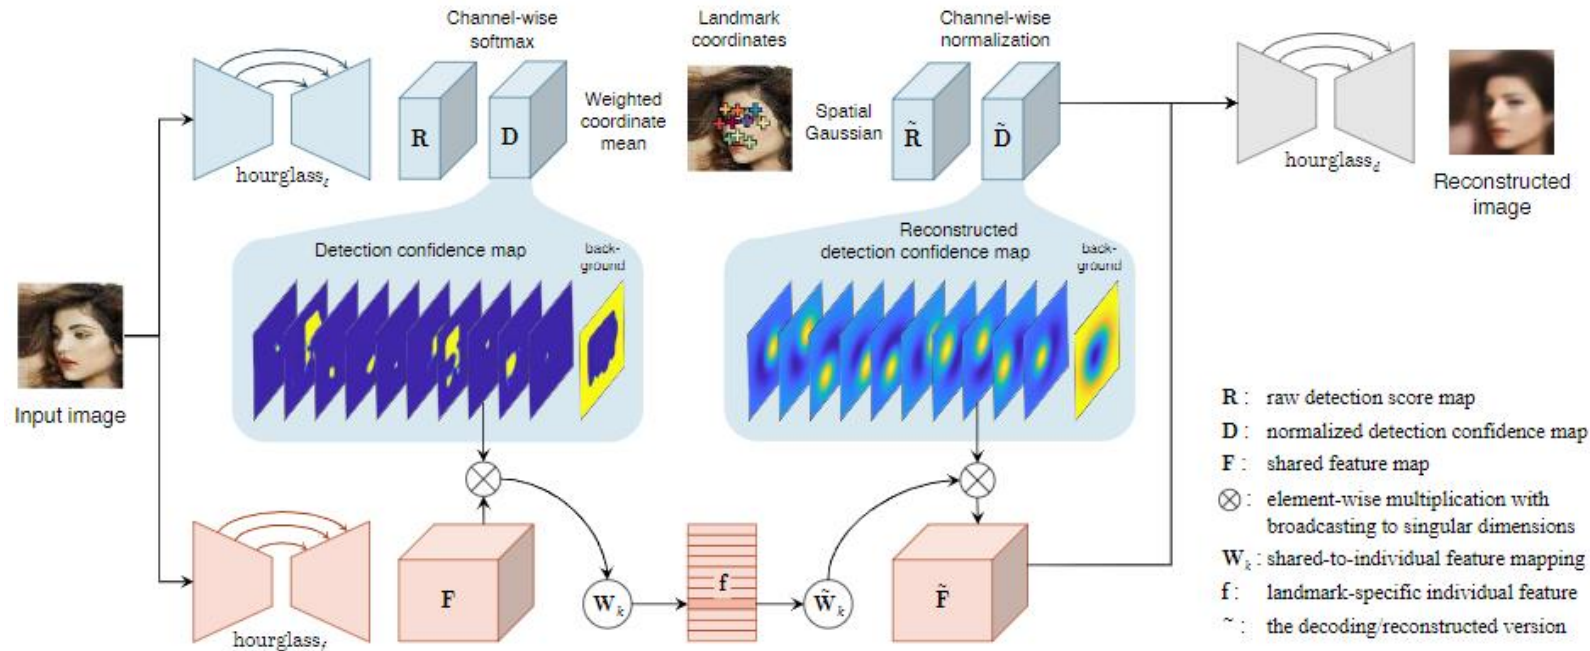 Channel-wise
softmax
Landmark
coordinates
Channel-wise
normalization
R
D
Weighted
coordinate
mean
Spatial
Gaussian
R̃
D̃
hourglassₗ
hourglass_d
Reconstructed
image
Detection confidence map
back-
ground
Reconstructed
detection confidence map
back-
ground
Input image
F
W_k
f
W̃_k
F̃
hourglass_f
R : raw detection score map
D : normalized detection confidence map
F : shared feature map
⊗ : element-wise multiplication with
broadcasting to singular dimensions
W_k : shared-to-individual feature mapping
f : landmark-specific individual feature
~ : the decoding/reconstructed version